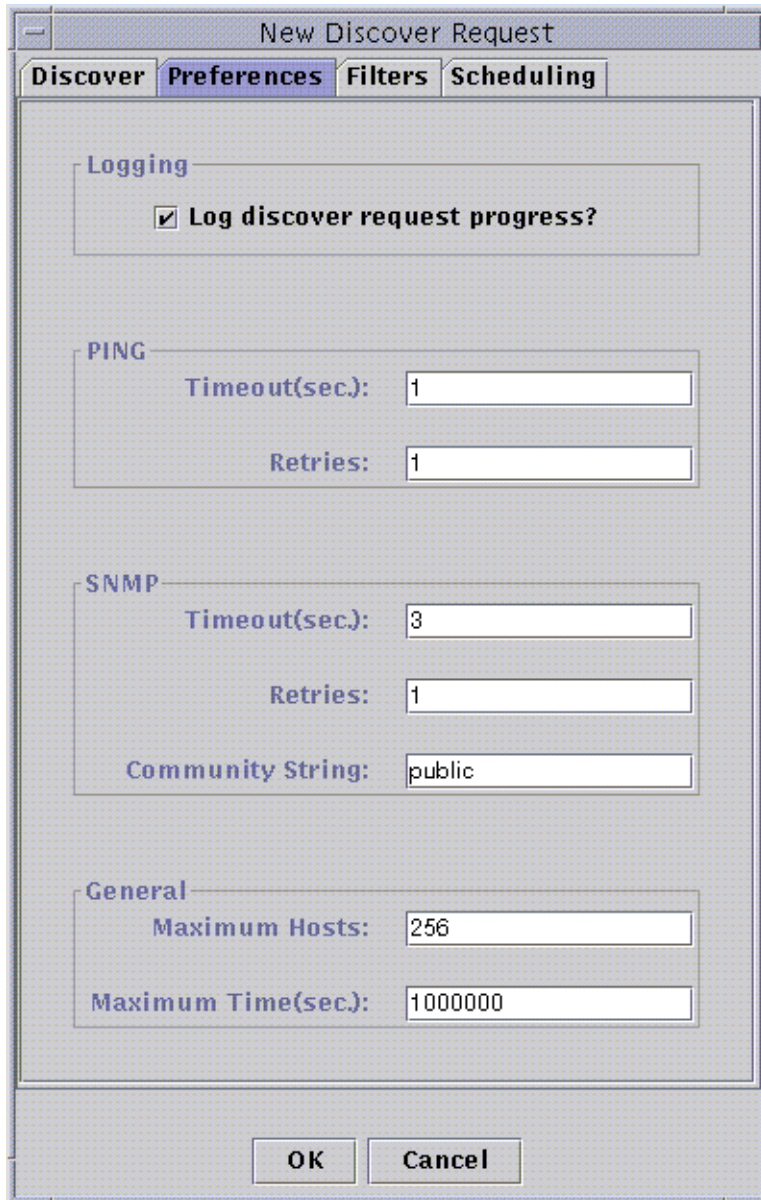 New Discover Request
Discover Preferences Filters Scheduling
Logging
Log discover request progress?
PING
Timeout(sec.): 1
Retries: 1
SNMP
Timeout(sec.): 3
Retries: 1
Community String: public
General
Maximum Hosts: 256
Maximum Time(sec.): 1000000
OK Cancel